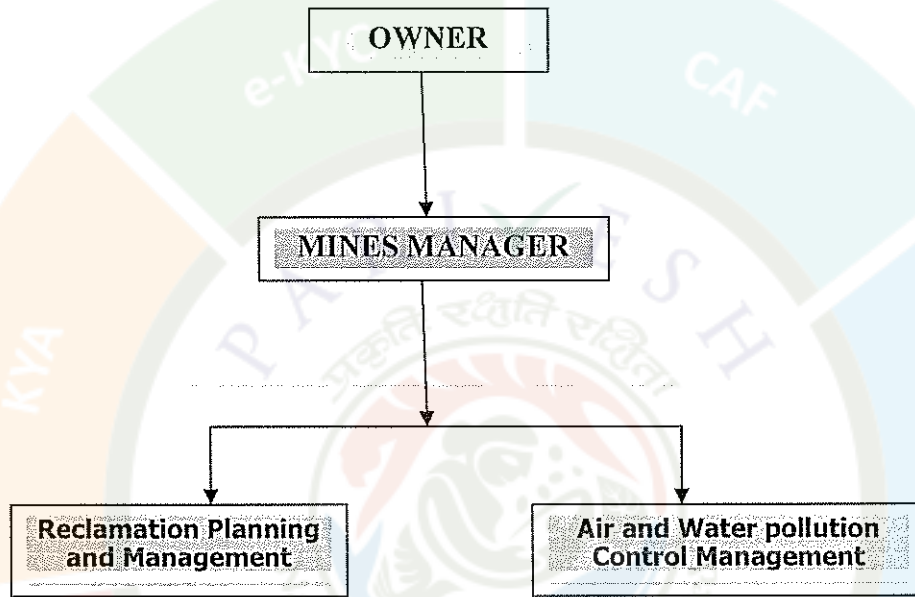 OWNER
e-KYC
CAF
MINES MANAGER
PARIVESH
प्रकृति रक्षति रक्षिता
KYA
Reclamation Planning
and Management
Air and Water pollution
Control Management